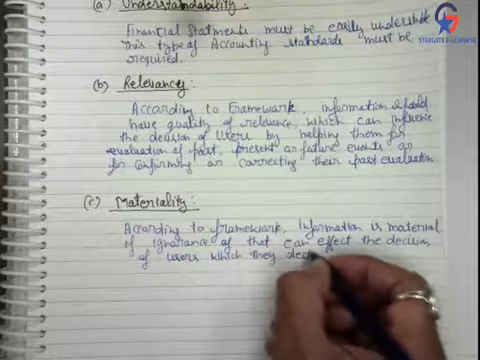 (a) Understandability :
Financial Statments must be easily understable
This type of Accounting standards must be
required.
(b) Relevancy :
According to Framework, information should
have quality of relevance, which can influence
the decision of Users by helping them for
evaluation of past, present or future events or
for confirming or correcting their past evaluation
(c) Materiality :
According to framework, Information is material
if ignorance of that can effect the decision
of users which they